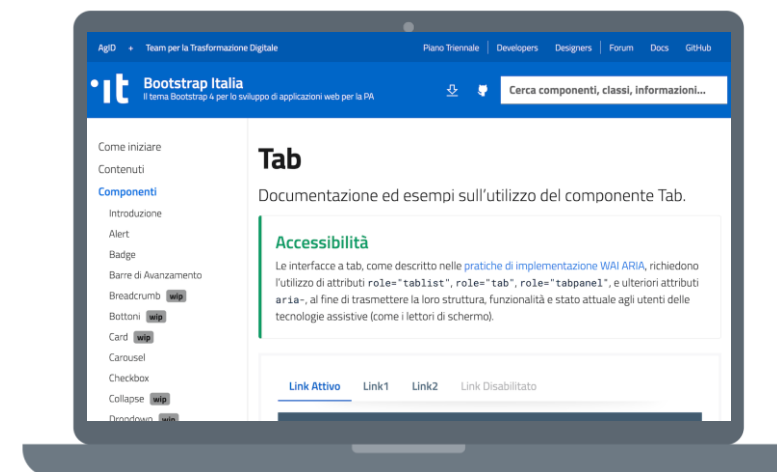 AgID + Team per la Trasformazione Digitale
Piano Triennale | Developers Designers | Forum Docs GitHub
it Bootstrap Italia
Il tema Bootstrap 4 per lo sviluppo di applicazioni web per la PA
Cerca componenti, classi, informazioni...
Come iniziare
Contenuti
Componenti
Introduzione
Alert
Badge
Barre di Avanzamento
Breadcrumb wip
Bottoni wip
Card wip
Carousel
Checkbox
Collapse wip
Dropdown wip
Tab
Documentazione ed esempi sull'utilizzo del componente Tab.
Accessibilità
Le interfacce a tab, come descritto nelle pratiche di implementazione WAI ARIA, richiedono
l'utilizzo di attributi role="tablist", role="tab", role="tabpanel", e ulteriori attributi
aria-, al fine di trasmettere la loro struttura, funzionalità e stato attuale agli utenti delle
tecnologie assistive (come i lettori di schermo).
Link Attivo Link1 Link2 Link Disabilitato